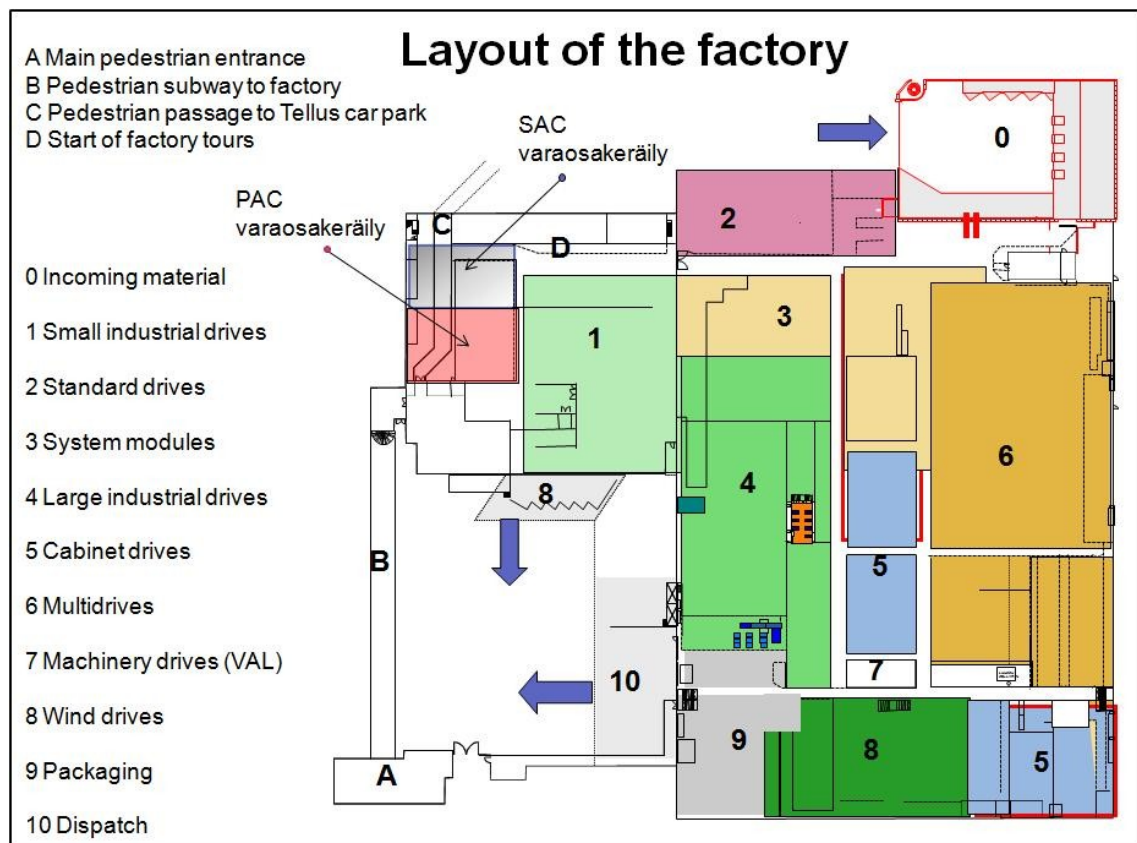 Layout of the factory
A Main pedestrian entrance
B Pedestrian subway to factory
C Pedestrian passage to Tellus car park
D Start of factory tours
SAC
varaosakeräily
PAC
varaosakeräily
0 Incoming material
1 Small industrial drives
2 Standard drives
3 System modules
4 Large industrial drives
5 Cabinet drives
6 Multidrives
7 Machinery drives (VAL)
8 Wind drives
9 Packaging
10 Dispatch
0
2
C
D
1
3
6
4
8
B
5
7
10
9
8
5
A